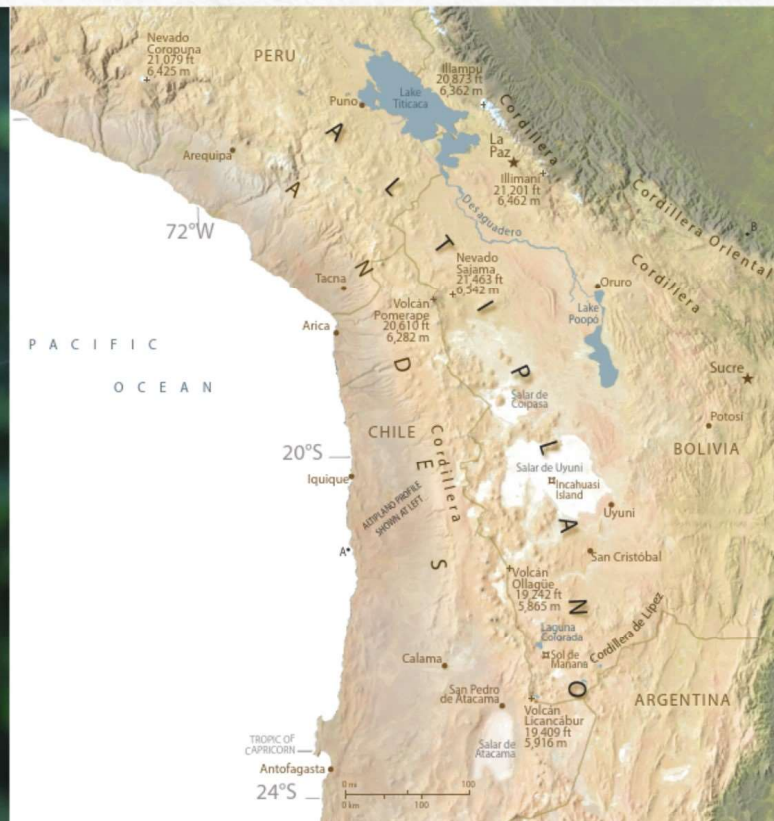 Nevado
Coropuna
21,079 ft
6,425 m
PERU
Illampu
20 873 ft
6,362 m
Lake
Titicaca
Puno
Cordillera
La
Paz
Arequipa
Illimani
21,201 ft
6,462 m
Cordillera Oriental
B
ALTIPLANO
ANDES
72°W
Desaguadero
Nevado
Sajama
21,463 ft
6,542 m
Cordillera
Tacna
Oruro
Volcán
Pomerape
20 610 ft
6,282 m
Lake
Poopó
Arica
PACIFIC
OCEAN
Sucre
Salar de
Coipasa
Potosí
CHILE
BOLIVIA
Cordillera
20°S
Salar de Uyuni
Iquique
Incahuasi
Island
ALTIPLANO PROFILE
SHOWN AT LEFT
Uyuni
A
San Cristóbal
Volcán
Ollagüe
19,242 ft
5,865 m
Laguna
Colorada
Cordillera de Lípez
Calama
Sol de
Mañana
San Pedro
de Atacama
ARGENTINA
Volcán
Licancábur
19 409 ft
5,916 m
TROPIC OF
CAPRICORN
Salar de
Atacama
Antofagasta
0 mi 100
0 km 100
24°S